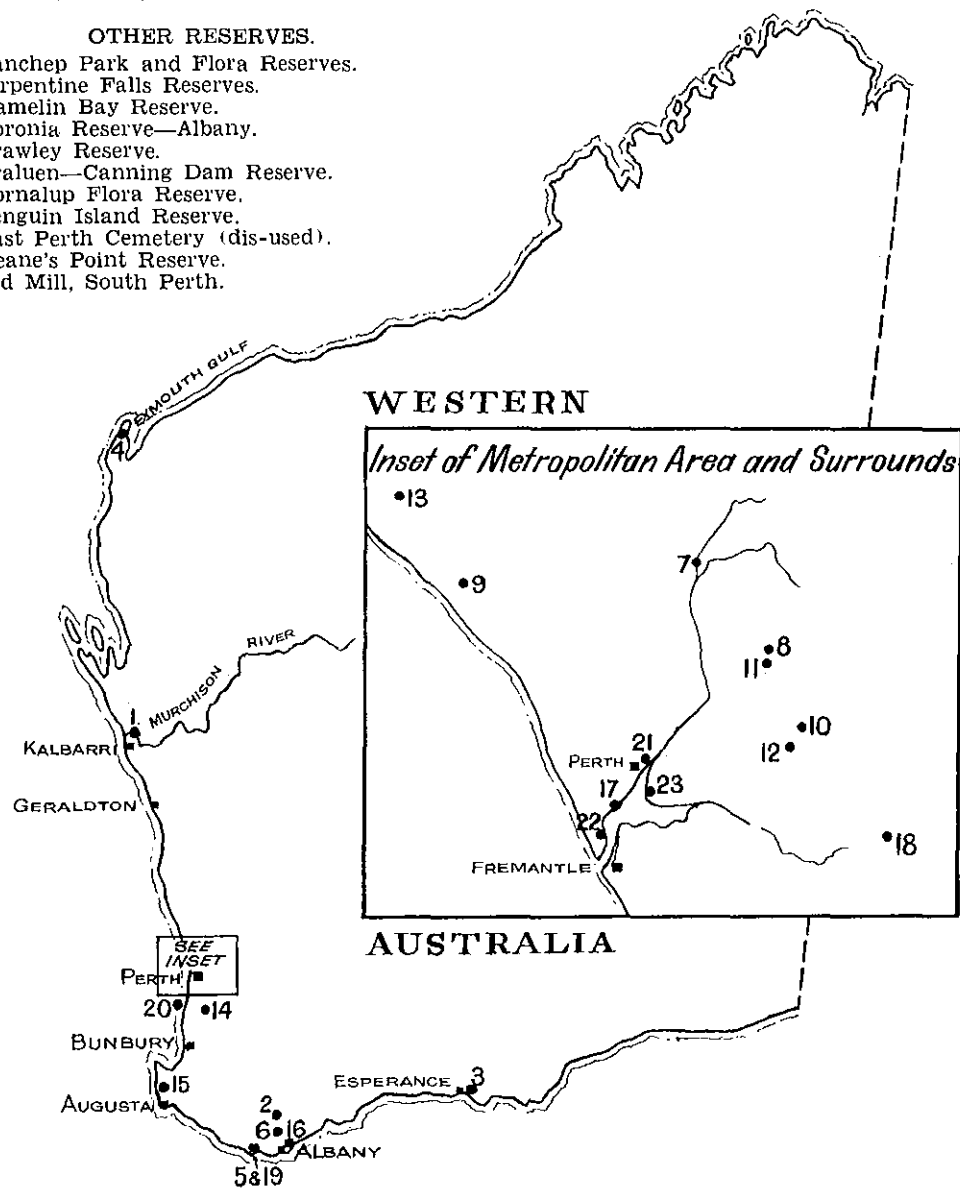 OTHER RESERVES.
anchep Park and Flora Reserves.
rpentine Falls Reserves.
amelin Bay Reserve.
oronia Reserve—Albany.
rawley Reserve.
raluen—Canning Dam Reserve.
ornalup Flora Reserve.
enguin Island Reserve.
ast Perth Cemetery (dis-used).
eane's Point Reserve.
d Mill, South Perth.
EXMOUTH GULF
4
WESTERN
Inset of Metropolitan Area and Surrounds
13
7
9
8
11
MURCHISON RIVER
1
KALBARRI
10
12
21
PERTH
23
GERALDTON
17
22
18
FREMANTLE
AUSTRALIA
SEE
INSET
PERTH
20
14
BUNBURY
15
ESPERANCE
3
AUGUSTA
2
6
16
ALBANY
5&19